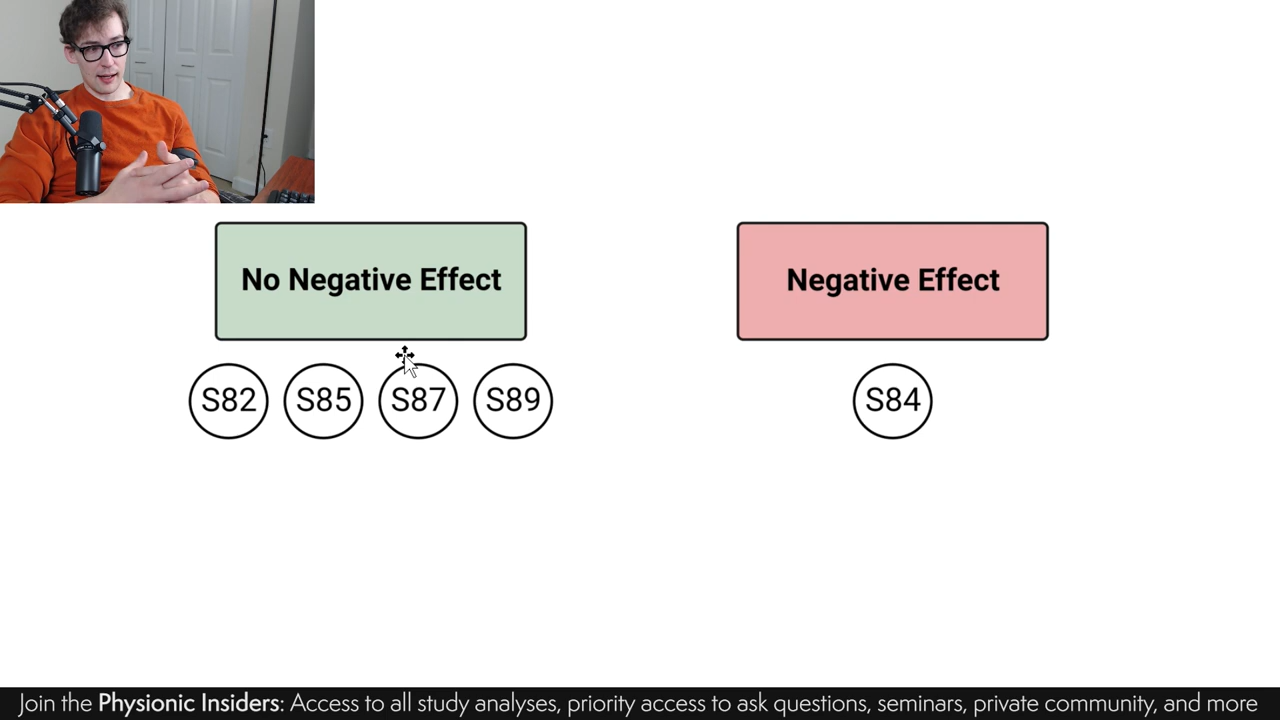 No Negative Effect
Negative Effect
S82 S85 S87 S89
S84
Join the Physionic Insiders: Access to all study analyses, priority access to ask questions, seminars, private community, and more